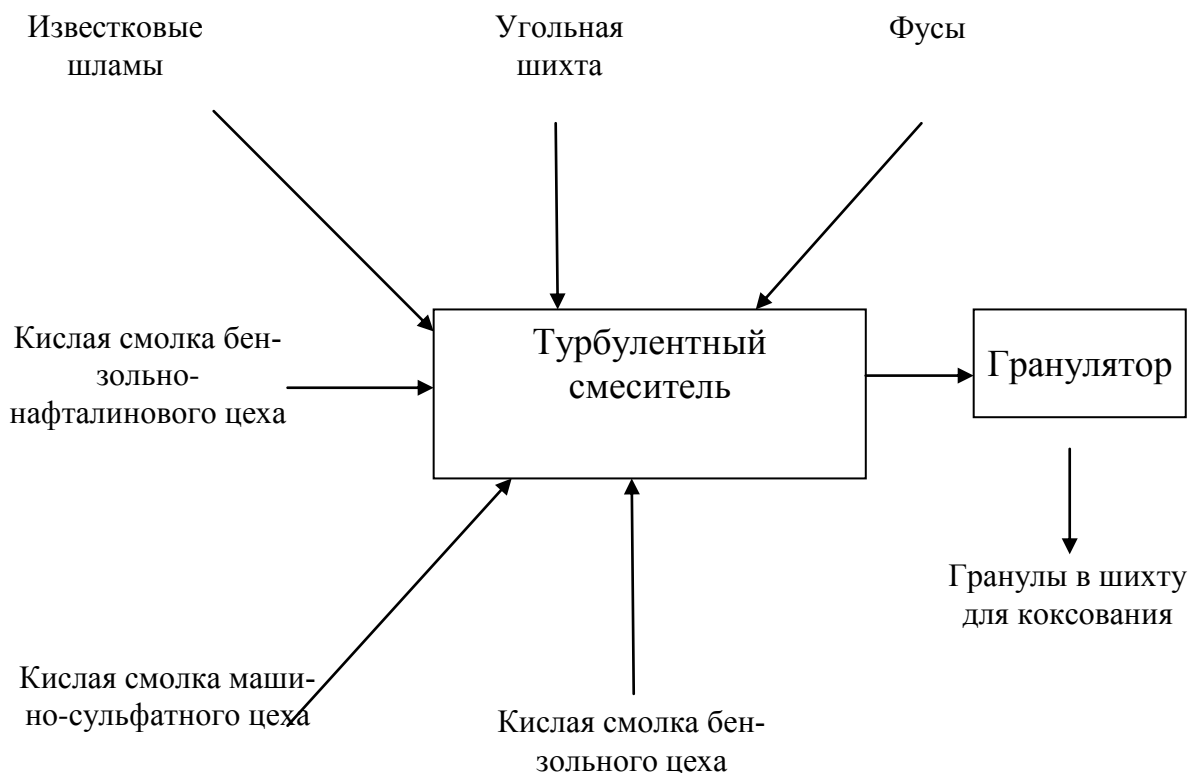 Известковые
шламы
Угольная
шихта
Фусы
Кислая смолка бен-
зольно-
нафталинового цеха
Турбулентный
смеситель
Гранулятор
Гранулы в шихту
для коксования
Кислая смолка маши-
но-сульфатного цеха
Кислая смолка бен-
зольного цеха